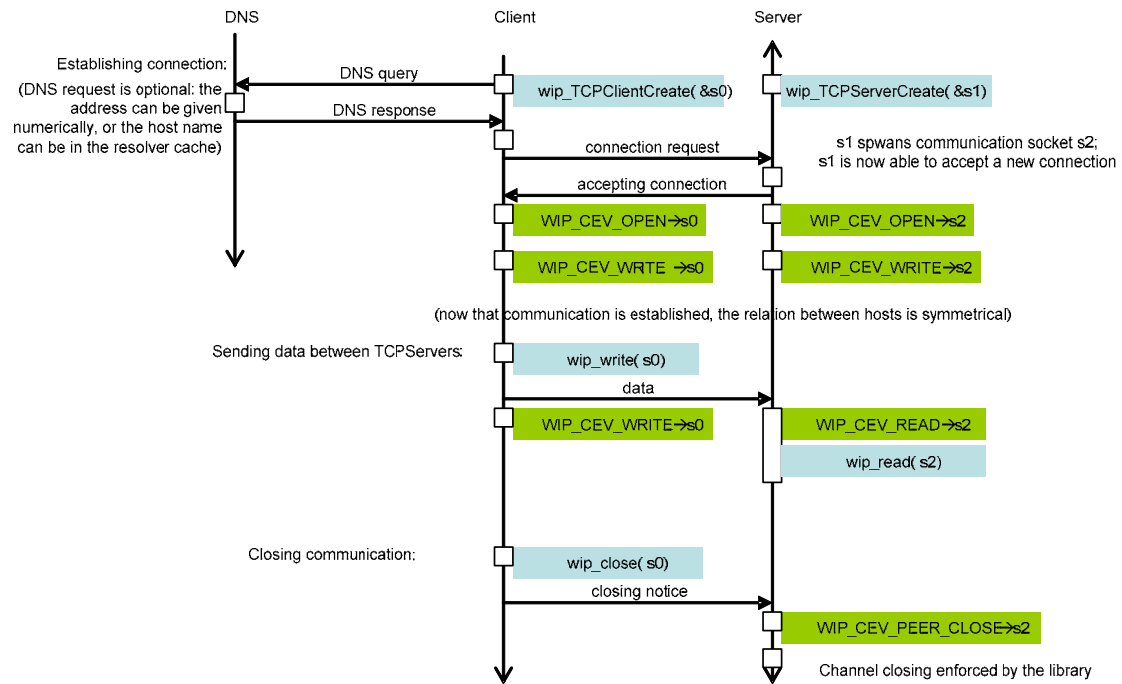 DNS
Client
Server
Establishing connection:
(DNS request is optional: the
address can be given
numerically, or the host name
can be in the resolver cache)
DNS query
wip_TCPClientCreate( &s0)
wip_TCPServerCreate( &s1)
DNS response
connection request
s1 spwans communication socket s2;
s1 is now able to accept a new connection
accepting connection
WIP_CEV_OPEN→s0
WIP_CEV_OPEN→s2
WIP_CEV_WRITE →s0
WIP_CEV_WRITE→s2
(now that communication is established, the relation between hosts is symmetrical)
Sending data between TCPServers:
wip_write( s0)
data
WIP_CEV_WRITE→s0
WIP_CEV_READ→s2
wip_read( s2)
Closing communication:
wip_close( s0)
closing notice
WIP_CEV_PEER_CLOSE→s2
Channel closing enforced by the library